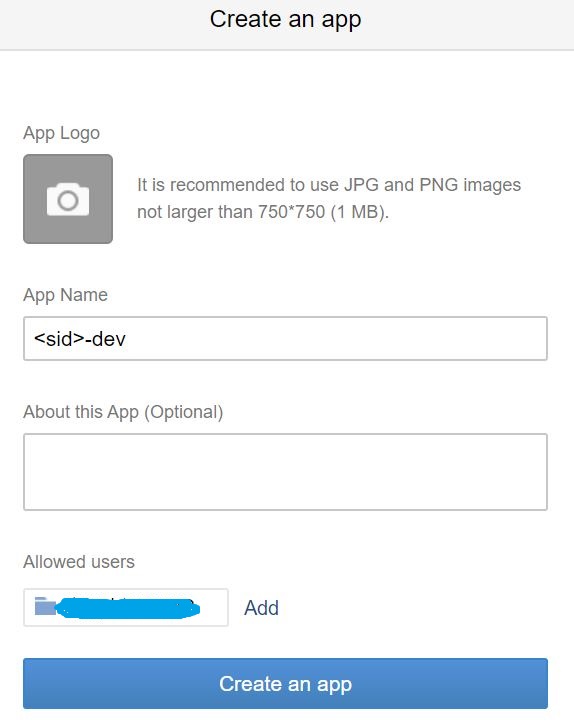 Create an app
App Logo
It is recommended to use JPG and PNG images
not larger than 750*750 (1 MB).
App Name
<sid>-dev
About this App (Optional)
Allowed users
Add
Create an app